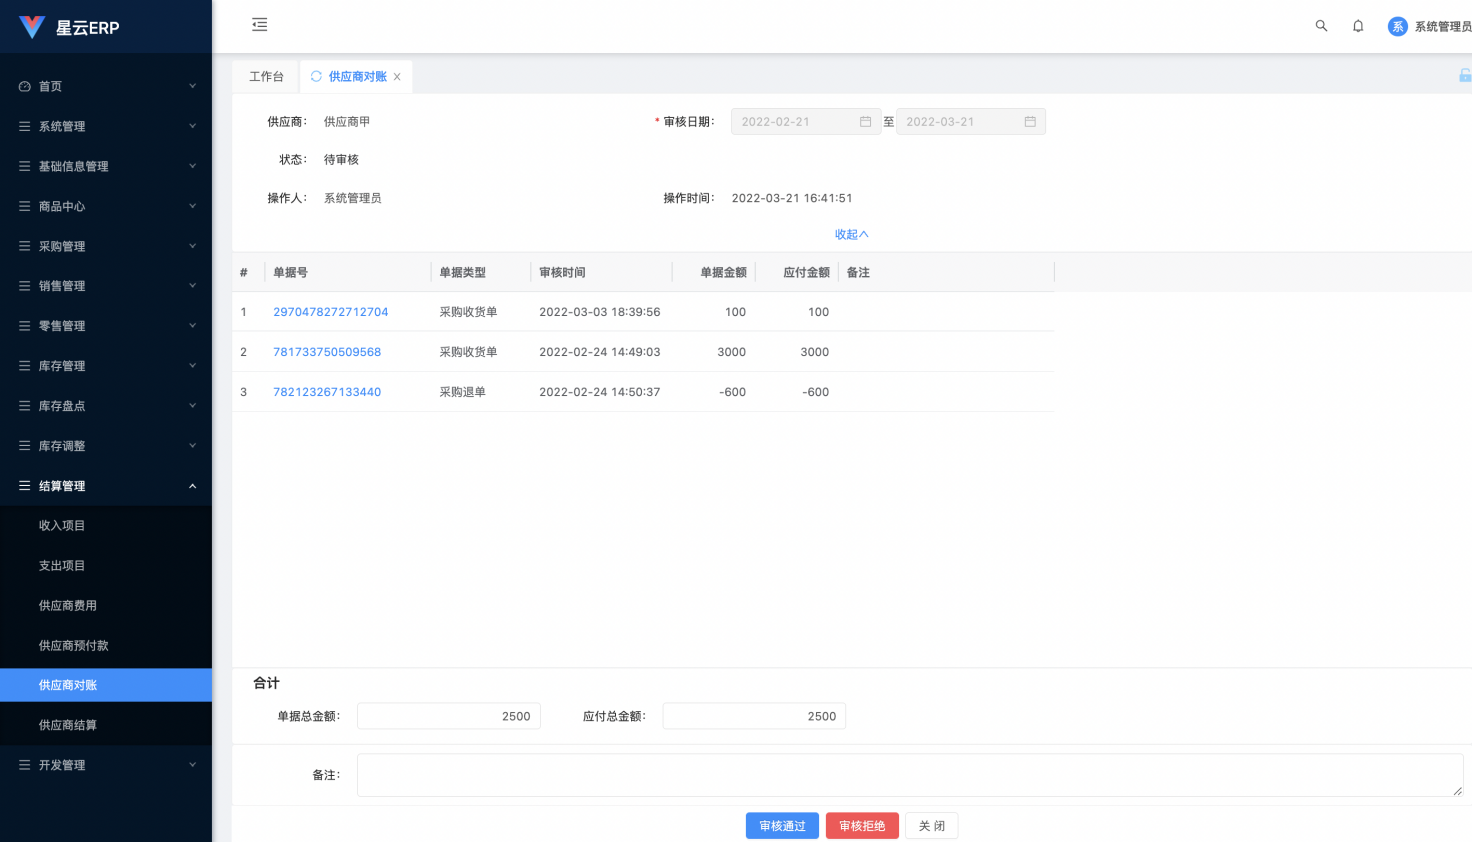 星云ERP
首页
系统管理
基础信息管理
商品中心
采购管理
销售管理
零售管理
库存管理
库存盘点
库存调整
结算管理
收入项目
支出项目
供应商费用
供应商预付款
供应商对账
供应商结算
开发管理
系 系统管理员
工作台 供应商对账
供应商: 供应商甲 * 审核日期: 2022-02-21 至 2022-03-21
状态: 待审核
操作人: 系统管理员 操作时间: 2022-03-21 16:41:51
收起
# 单据号 单据类型 审核时间 单据金额 应付金额 备注
1 2970478272712704 采购收货单 2022-03-03 18:39:56 100 100
2 781733750509568 采购收货单 2022-02-24 14:49:03 3000 3000
3 782123267133440 采购退单 2022-02-24 14:50:37 -600 -600
合计
单据总金额: 2500 应付总金额: 2500
备注:
审核通过 审核拒绝 关 闭